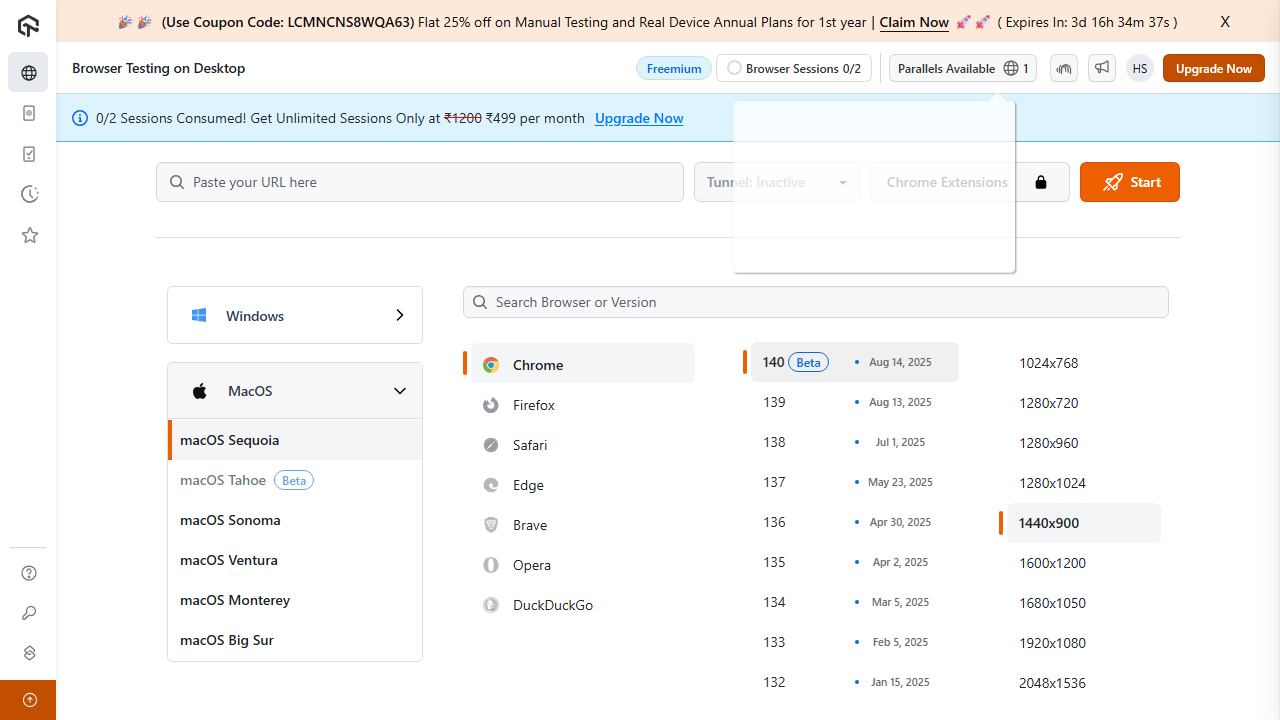 (Use Coupon Code: LCMNCNS8WQA63) Flat 25% off on Manual Testing and Real Device Annual Plans for 1st year | Claim Now ( Expires In: 3d 16h 34m 37s ) X
Browser Testing on Desktop
Freemium
Browser Sessions 0/2
Parallels Available 1
HS
Upgrade Now
0/2 Sessions Consumed! Get Unlimited Sessions Only at ₹1200 ₹499 per month Upgrade Now
Paste your URL here
Tunnel: Inactive
Chrome Extensions
Start
Windows
MacOS
macOS Sequoia
macOS Tahoe Beta
macOS Sonoma
macOS Ventura
macOS Monterey
macOS Big Sur
Search Browser or Version
Chrome
Firefox
Safari
Edge
Brave
Opera
DuckDuckGo
140 Beta • Aug 14, 2025
139 • Aug 13, 2025
138 • Jul 1, 2025
137 • May 23, 2025
136 • Apr 30, 2025
135 • Apr 2, 2025
134 • Mar 5, 2025
133 • Feb 5, 2025
132 • Jan 15, 2025
1024x768
1280x720
1280x960
1280x1024
1440x900
1600x1200
1680x1050
1920x1080
2048x1536